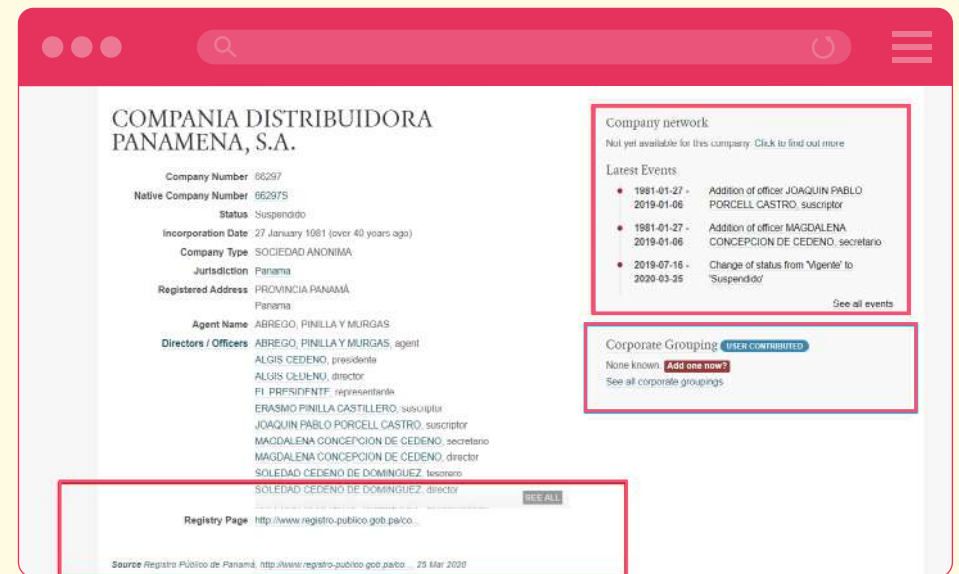 COMPANIA DISTRIBUIDORA
PANAMENA, S.A.
Company Number 66297
Native Company Number 66297S
Status Suspendido
Incorporation Date 27 January 1981 (over 40 years ago)
Company Type SOCIEDAD ANONIMA
Jurisdiction Panama
Registered Address PROVINCIA PANAMÁ
Panama
Agent Name ABREGO, PINILLA Y MURGAS
Directors / Officers ABREGO, PINILLA Y MURGAS, agent
ALGIS CEDENO, presidente
ALGIS CEDENO, director
EL PRESIDENTE, representante
ERASMO PINILLA CASTILLERO, suscriptor
JOAQUIN PABLO PORCELL CASTRO, suscriptor
MAGDALENA CONCEPCION DE CEDENO, secretario
MAGDALENA CONCEPCION DE CEDENO, director
SOLEDAD CEDENO DE DOMINGUEZ, tesorero
SOLEDAD CEDENO DE DOMINGUEZ, director
SEE ALL
Registry Page http://www.registro-publico.gob.pa/co...
Source Registro Público de Panamá, http://www.registro-publico.gob.pa/co..., 25 Mar 2020
Company network
Not yet available for this company. Click to find out more
Latest Events
1981-01-27 - Addition of officer JOAQUIN PABLO
2019-01-06 PORCELL CASTRO, suscriptor
1981-01-27 - Addition of officer MAGDALENA
2019-01-06 CONCEPCION DE CEDENO, secretario
2019-07-16 - Change of status from 'Vigente' to
2020-03-25 'Suspendido'
See all events
Corporate Grouping USER CONTRIBUTED
None known. Add one now?
See all corporate groupings